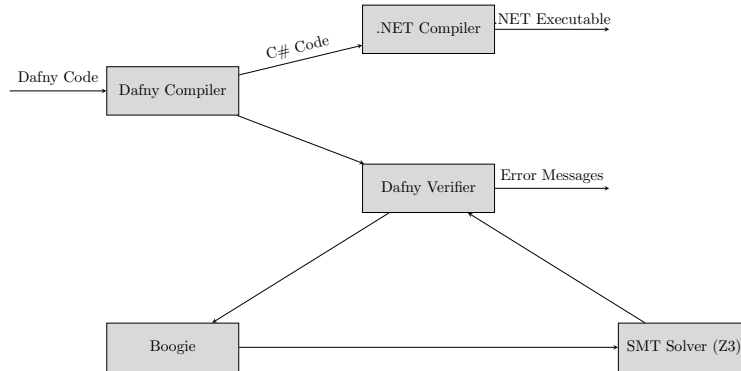 .NET Compiler
.NET Executable
C# Code
Dafny Code
Dafny Compiler
Dafny Verifier
Error Messages
Boogie
SMT Solver (Z3)